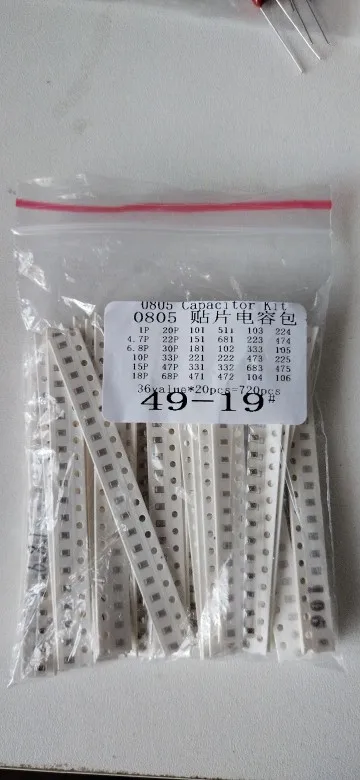 0805 Capacitor Kit
0805 贴片电容包
1P 20P 101 511 103 224
4.7P 22P 151 681 223 474
6.8P 30P 181 102 333 105
10P 33P 221 222 473 225
15P 47P 331 332 683 475
18P 68P 471 472 104 106
36value*20pcs=720pcs
49-19#
106